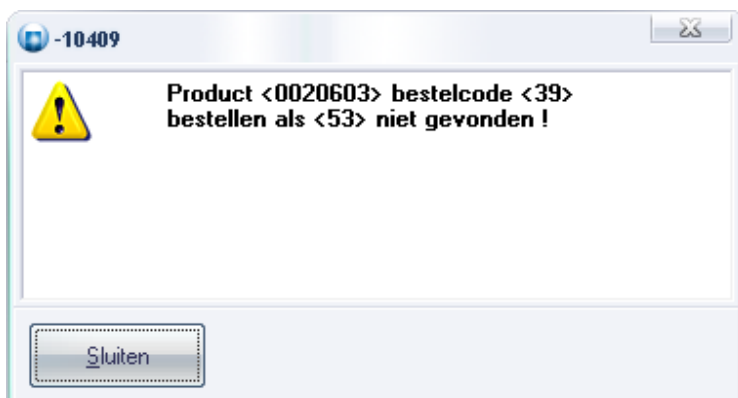 -10409
Product <0020603> bestelcode <39>
bestellen als <53> niet gevonden !
Sluiten